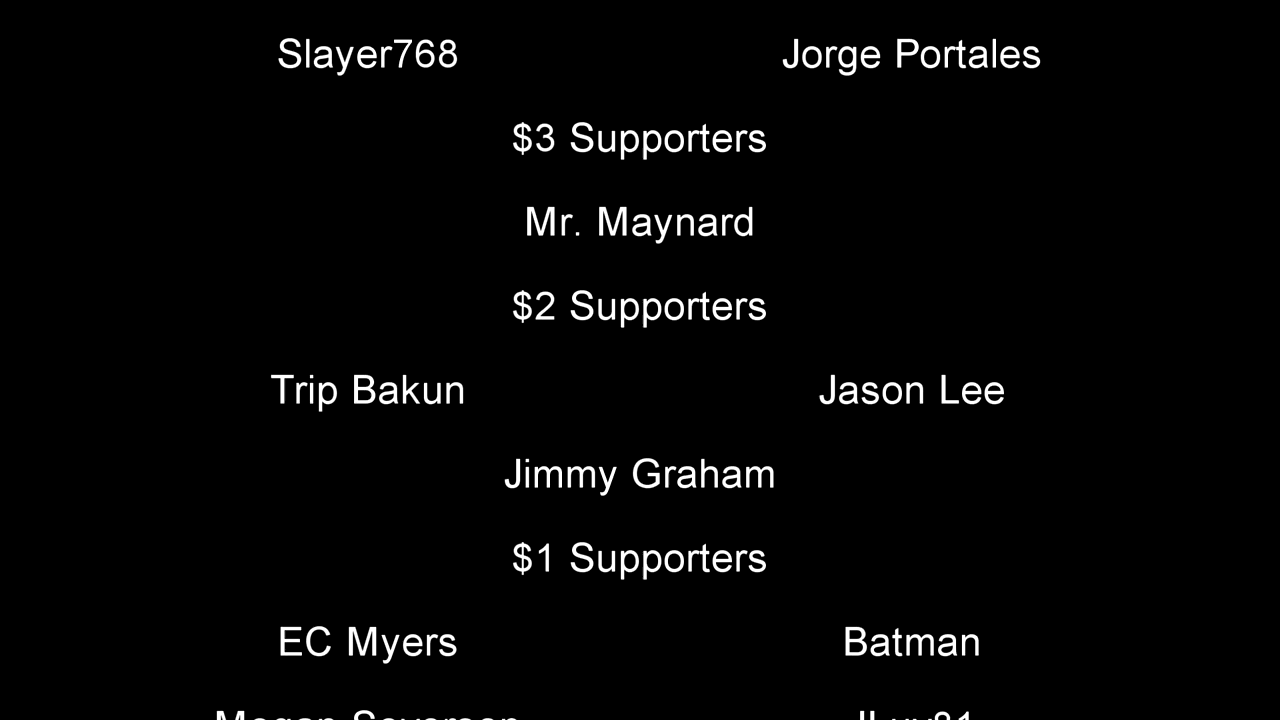 Slayer768 Jorge Portales
$3 Supporters
Mr. Maynard
$2 Supporters
Trip Bakun Jason Lee
Jimmy Graham
$1 Supporters
EC Myers Batman
Megan